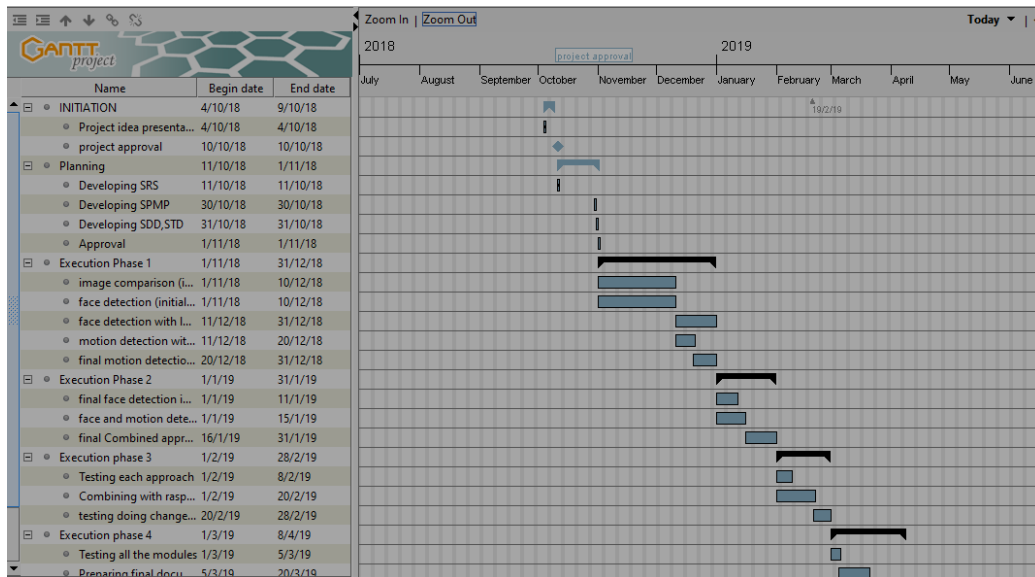 Zoom In | Zoom Out
Today
GANTT
project
2018
2019
project approval
July August September October November December January February March April May June
Name Begin date End date
19/2/19
INITIATION 4/10/18 9/10/18
Project idea presenta... 4/10/18 4/10/18
project approval 10/10/18 10/10/18
Planning 11/10/18 1/11/18
Developing SRS 11/10/18 11/10/18
Developing SPMP 30/10/18 30/10/18
Developing SDD,STD 31/10/18 31/10/18
Approval 1/11/18 1/11/18
Execution Phase 1 1/11/18 31/12/18
image comparison (i... 1/11/18 10/12/18
face detection (initial... 1/11/18 10/12/18
face detection with l... 11/12/18 31/12/18
motion detection wit... 11/12/18 20/12/18
final motion detectio... 20/12/18 31/12/18
Execution Phase 2 1/1/19 31/1/19
final face detection i... 1/1/19 11/1/19
face and motion dete... 1/1/19 15/1/19
final Combined appr... 16/1/19 31/1/19
Execution phase 3 1/2/19 28/2/19
Testing each approach 1/2/19 8/2/19
Combining with rasp... 1/2/19 20/2/19
testing doing change... 20/2/19 28/2/19
Execution phase 4 1/3/19 8/4/19
Testing all the modules 1/3/19 5/3/19
Preparing final docu... 5/3/19 20/3/19